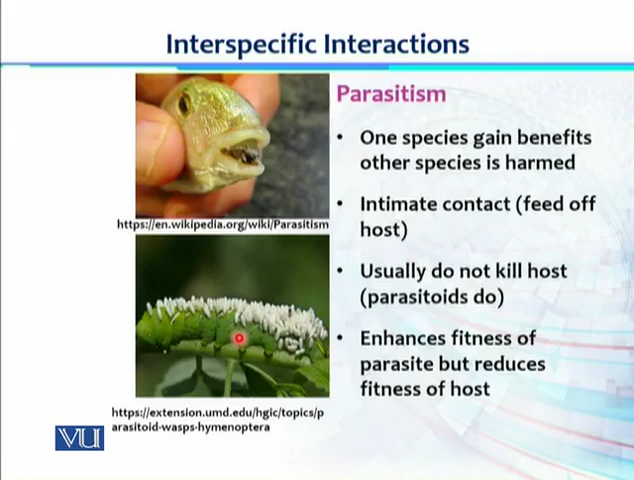 Interspecific Interactions
Parasitism
• One species gain benefits
other species is harmed
• Intimate contact (feed off
host)
• Usually do not kill host
(parasitoids do)
• Enhances fitness of
parasite but reduces
fitness of host
https://en.wikipedia.org/wiki/Parasitism
https://extension.umd.edu/hgic/topics/p
arasitoid-wasps-hymenoptera
VU